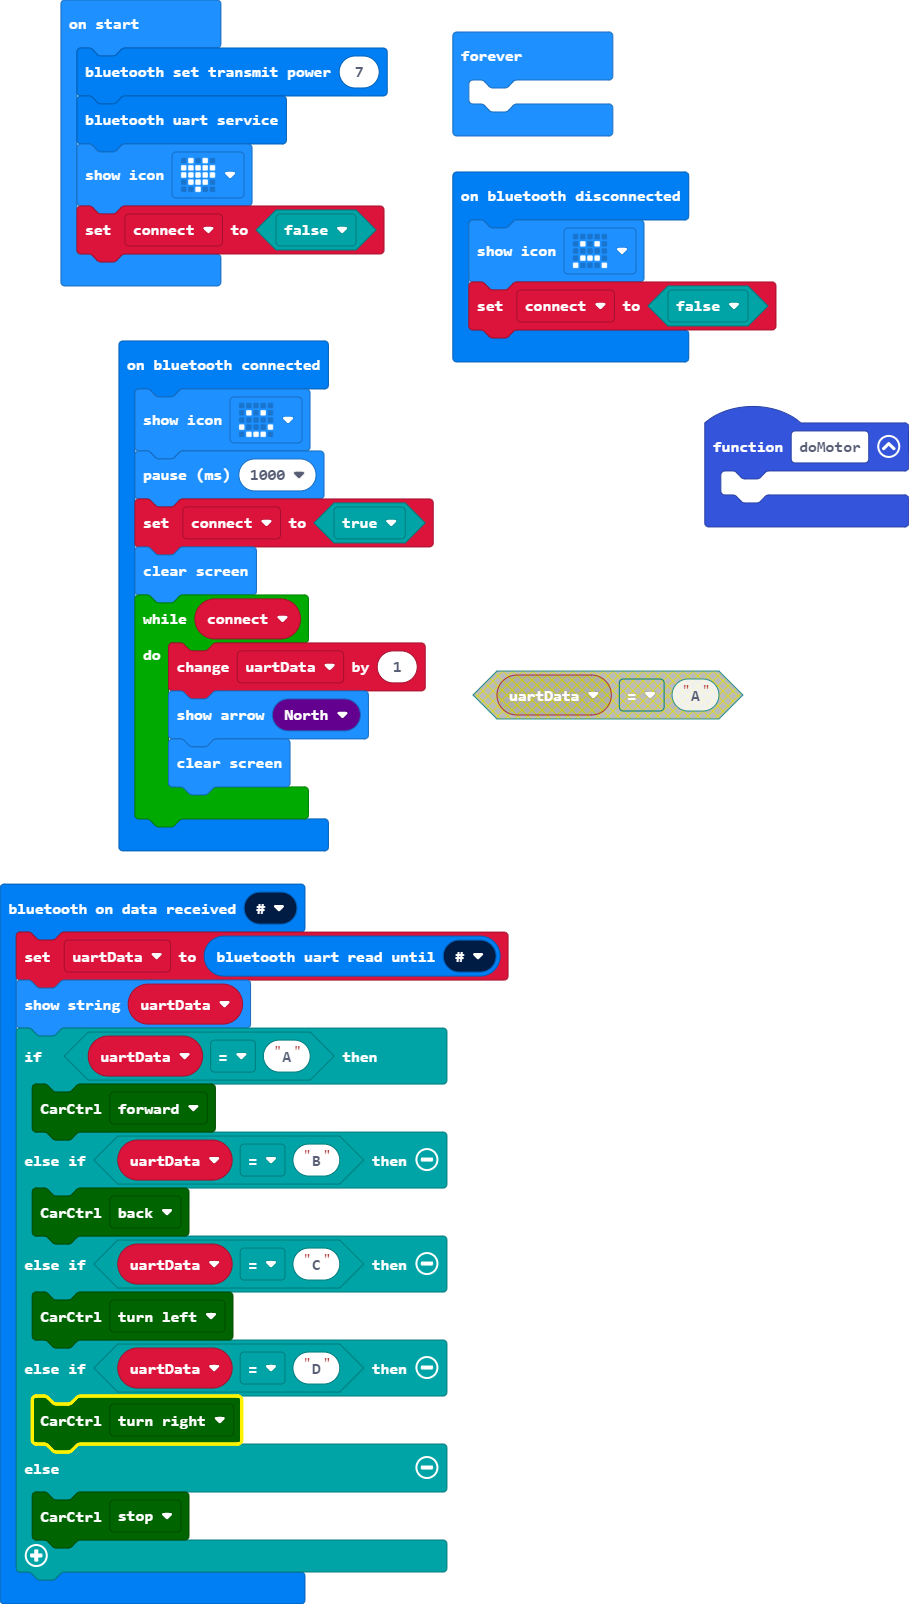 on start
bluetooth set transmit power 7
bluetooth uart service
show icon
set connect to false
forever
on bluetooth disconnected
show icon
set connect to false
on bluetooth connected
show icon
pause (ms) 1000
set connect to true
clear screen
while connect
do
change uartData by 1
show arrow North
clear screen
function doMotor
uartData = "A"
bluetooth on data received #
set uartData to bluetooth uart read until #
show string uartData
if uartData = "A" then
CarCtrl forward
else if uartData = "B" then
CarCtrl back
else if uartData = "C" then
CarCtrl turn left
else if uartData = "D" then
CarCtrl turn right
else
CarCtrl stop